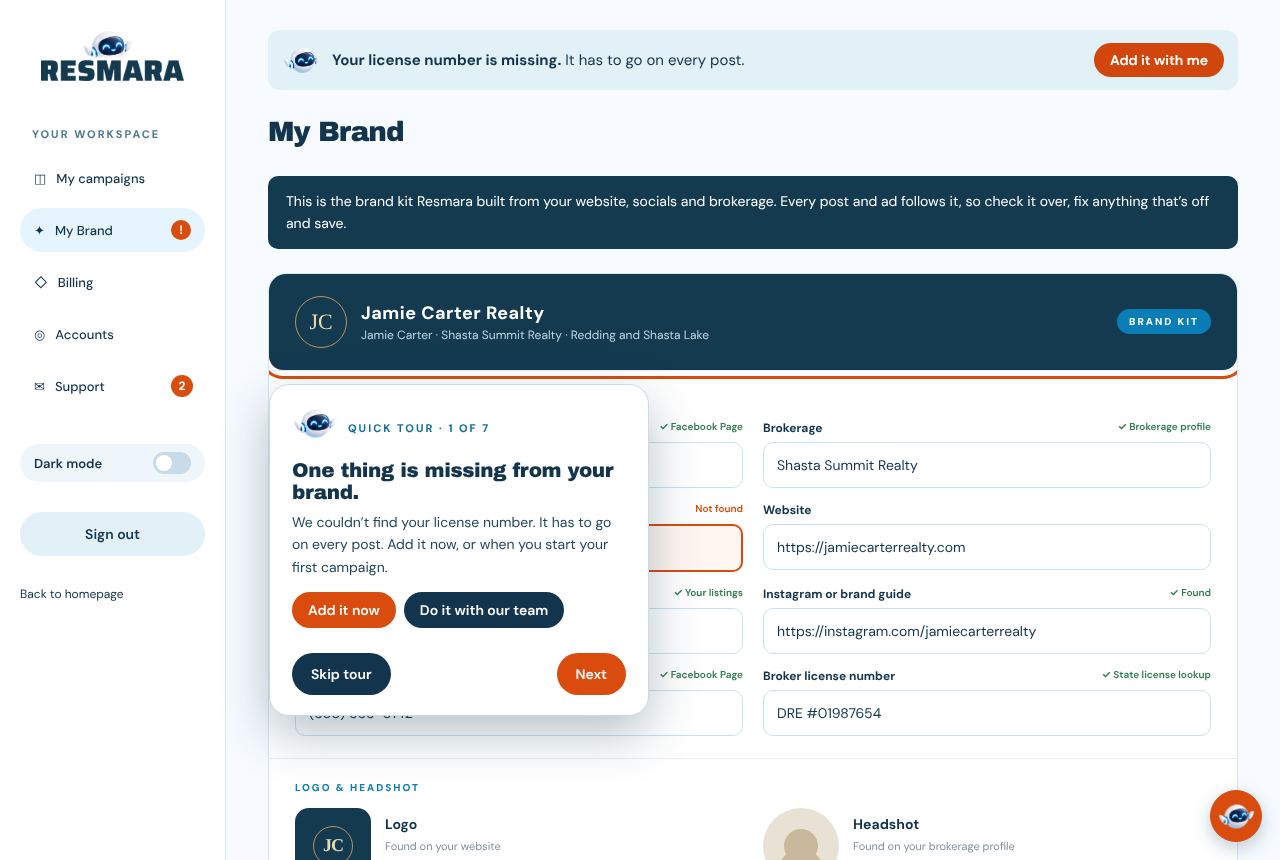 RESMARA
YOUR WORKSPACE
My campaigns
My Brand !
Billing
Accounts
Support 2
Dark mode
Sign out
Back to homepage
Your license number is missing. It has to go on every post.
Add it with me
My Brand
This is the brand kit Resmara built from your website, socials and brokerage. Every post and ad follows it, so check it over, fix anything that’s off
and save.
JC
Jamie Carter Realty
Jamie Carter · Shasta Summit Realty · Redding and Shasta Lake
BRAND KIT
QUICK TOUR · 1 OF 7
One thing is missing from your
brand.
We couldn’t find your license number. It has to go
on every post. Add it now, or when you start your
first campaign.
Add it now
Do it with our team
Skip tour
Next
✓ Facebook Page
Brokerage ✓ Brokerage profile
Shasta Summit Realty
Not found
Website
https://jamiecarterrealty.com
✓ Your listings
Instagram or brand guide ✓ Found
https://instagram.com/jamiecarterrealty
✓ Facebook Page
Broker license number ✓ State license lookup
DRE #01987654
LOGO & HEADSHOT
JC
Logo
Found on your website
Headshot
Found on your brokerage profile